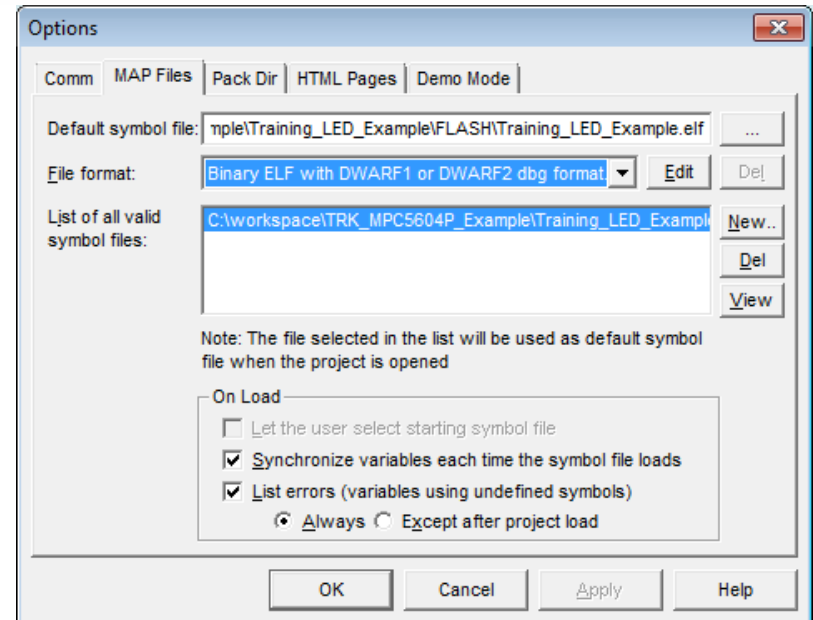 Options
Comm MAP Files Pack Dir HTML Pages Demo Mode
Default symbol file: mple\Training_LED_Example\FLASH\Training_LED_Example.elf ...
File format: Binary ELF with DWARF1 or DWARF2 dbg format. Edit Del
List of all valid symbol files: C:\workspace\TRK_MPC5604P_Example\Training_LED_Exampl New..
Del
View
Note: The file selected in the list will be used as default symbol
file when the project is opened
On Load
Let the user select starting symbol file
Synchronize variables each time the symbol file loads
List errors (variables using undefined symbols)
Always Except after project load
OK Cancel Apply Help